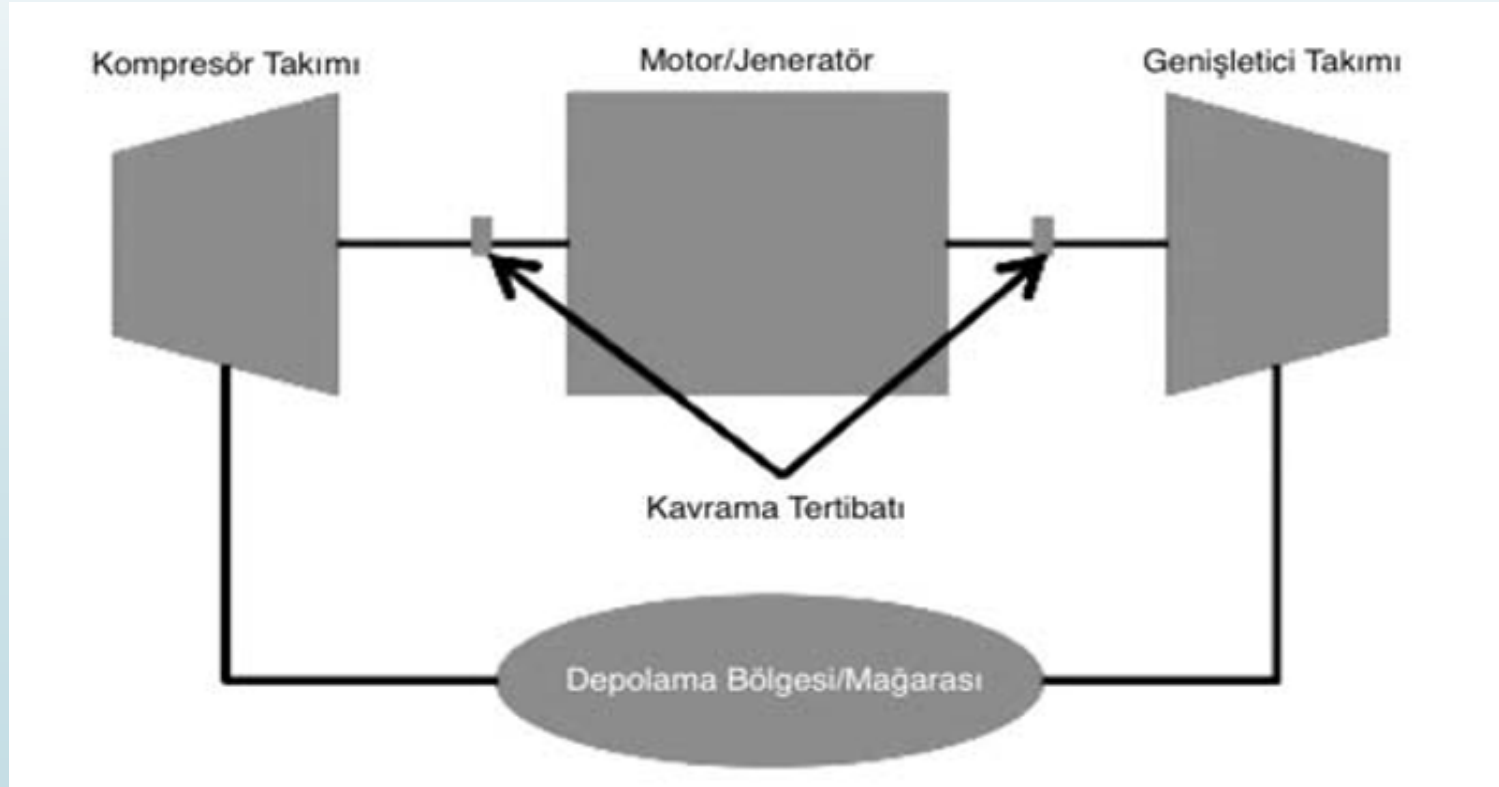 Kompresör Takımı
Motor/Jeneratör
Genişletici Takımı
Kavrama Tertibatı
Depolama Bölgesi/Mağarası